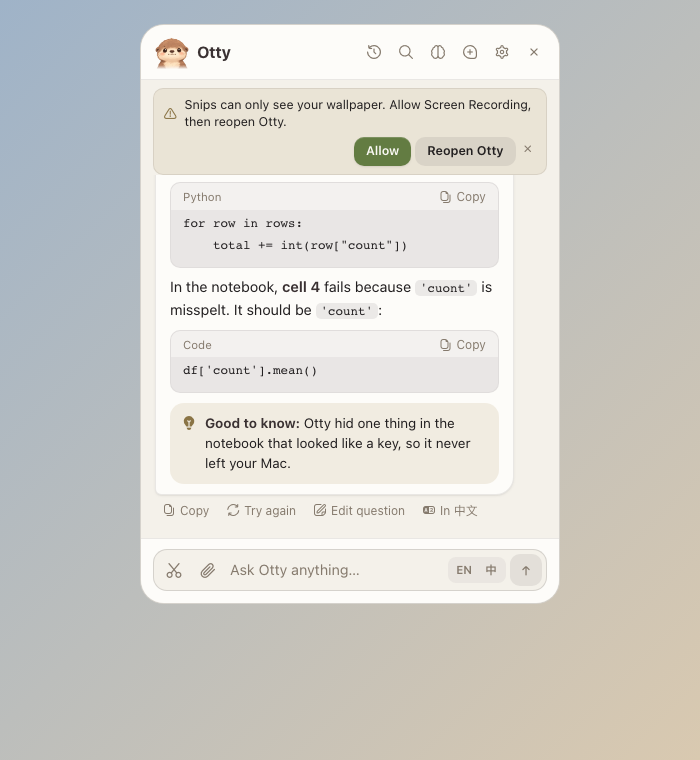 Otty
Snips can only see your wallpaper. Allow Screen Recording,
then reopen Otty.
Allow
Reopen Otty
Python
Copy
for row in rows:
    total += int(row["count"])
In the notebook, cell 4 fails because 'cuont' is
misspelt. It should be 'count':
Code
Copy
df['count'].mean()
Good to know: Otty hid one thing in the
notebook that looked like a key, so it never
left your Mac.
Copy
Try again
Edit question
In 中文
Ask Otty anything...
EN
中